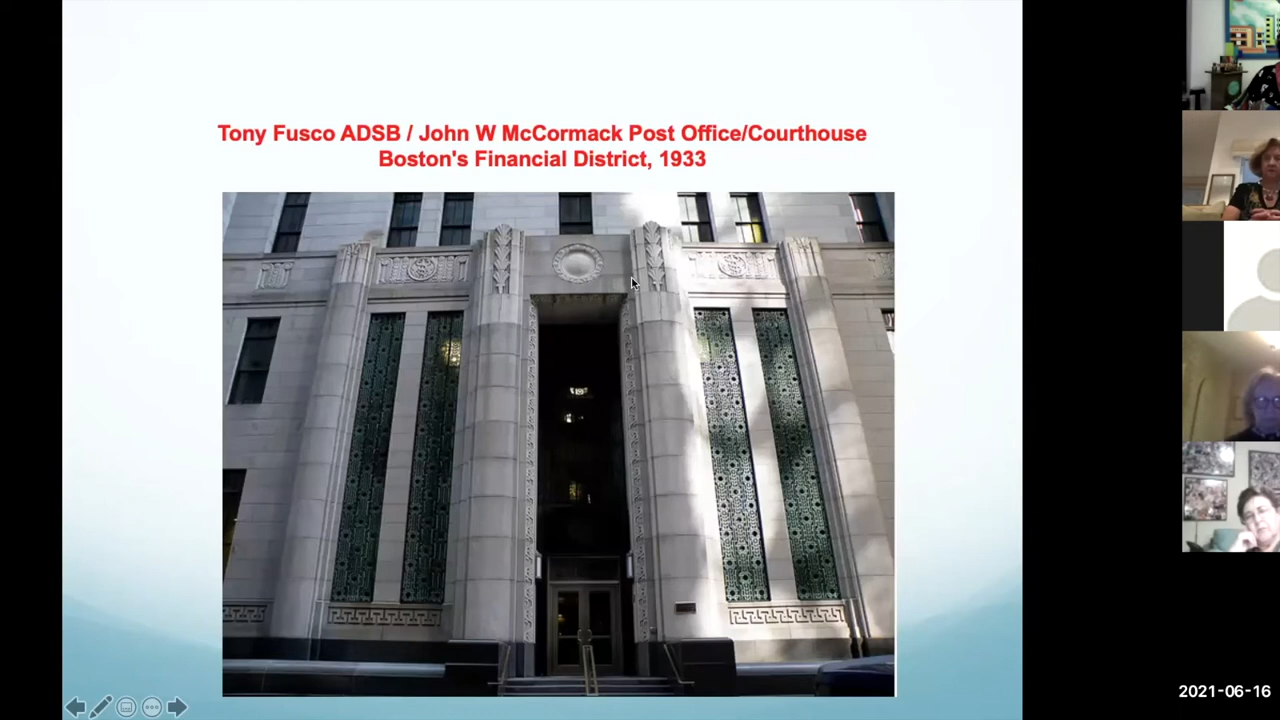 Tony Fusco ADSB / John W McCormack Post Office/Courthouse
Boston's Financial District, 1933
2021-06-16